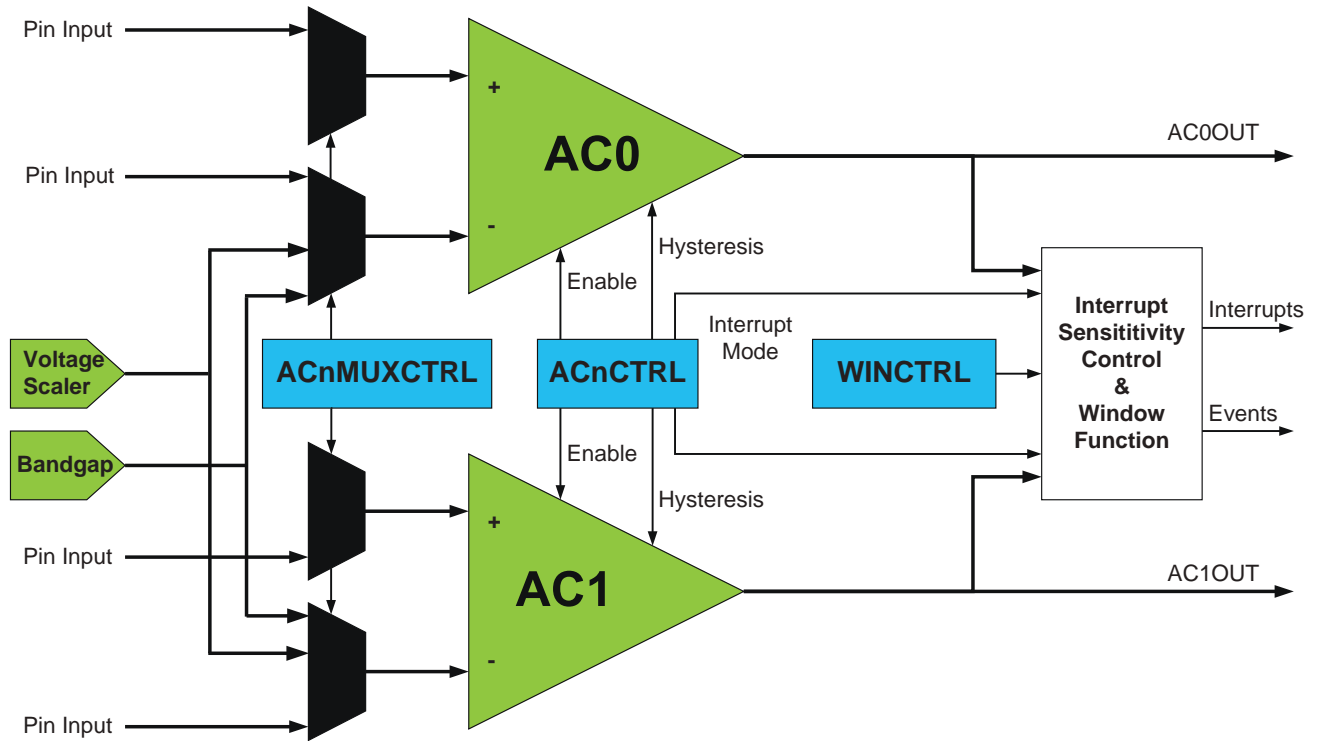 Pin Input
+
AC0
AC0OUT
Pin Input
-
Hysteresis
Enable
Voltage
Scaler
ACnMUXCTRL
ACnCTRL
Interrupt
Mode
WINCTRL
Interrupt
Sensititivity
Control
&
Window
Function
Interrupts
Events
Bandgap
Enable
Hysteresis
Pin Input
+
AC1
AC1OUT
-
Pin Input